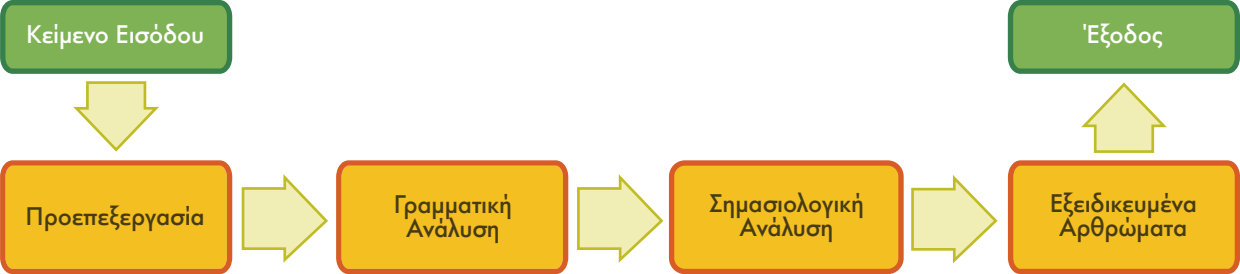 Κείμενο Εισόδου
Έξοδος
Προεπεξεργασία
Γραμματική
Ανάλυση
Σημασιολογική
Ανάλυση
Εξειδικευμένα
Αρθρώματα